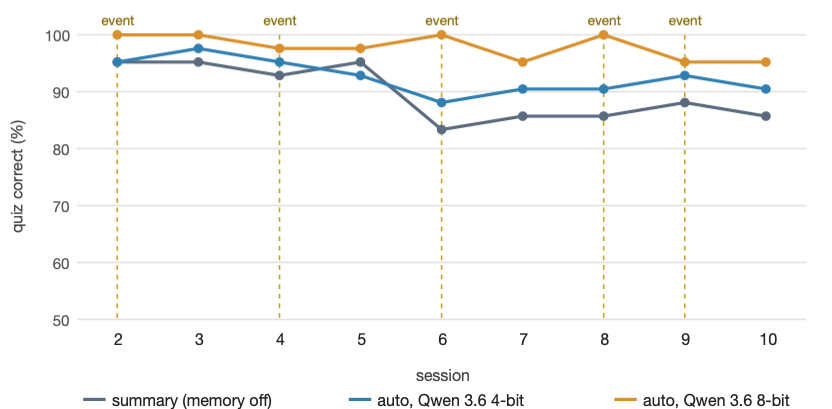 event event event event event
100
90
80
70
60
50
quiz correct (%)
2 3 4 5 6 7 8 9 10
session
summary (memory off) auto, Qwen 3.6 4-bit auto, Qwen 3.6 8-bit